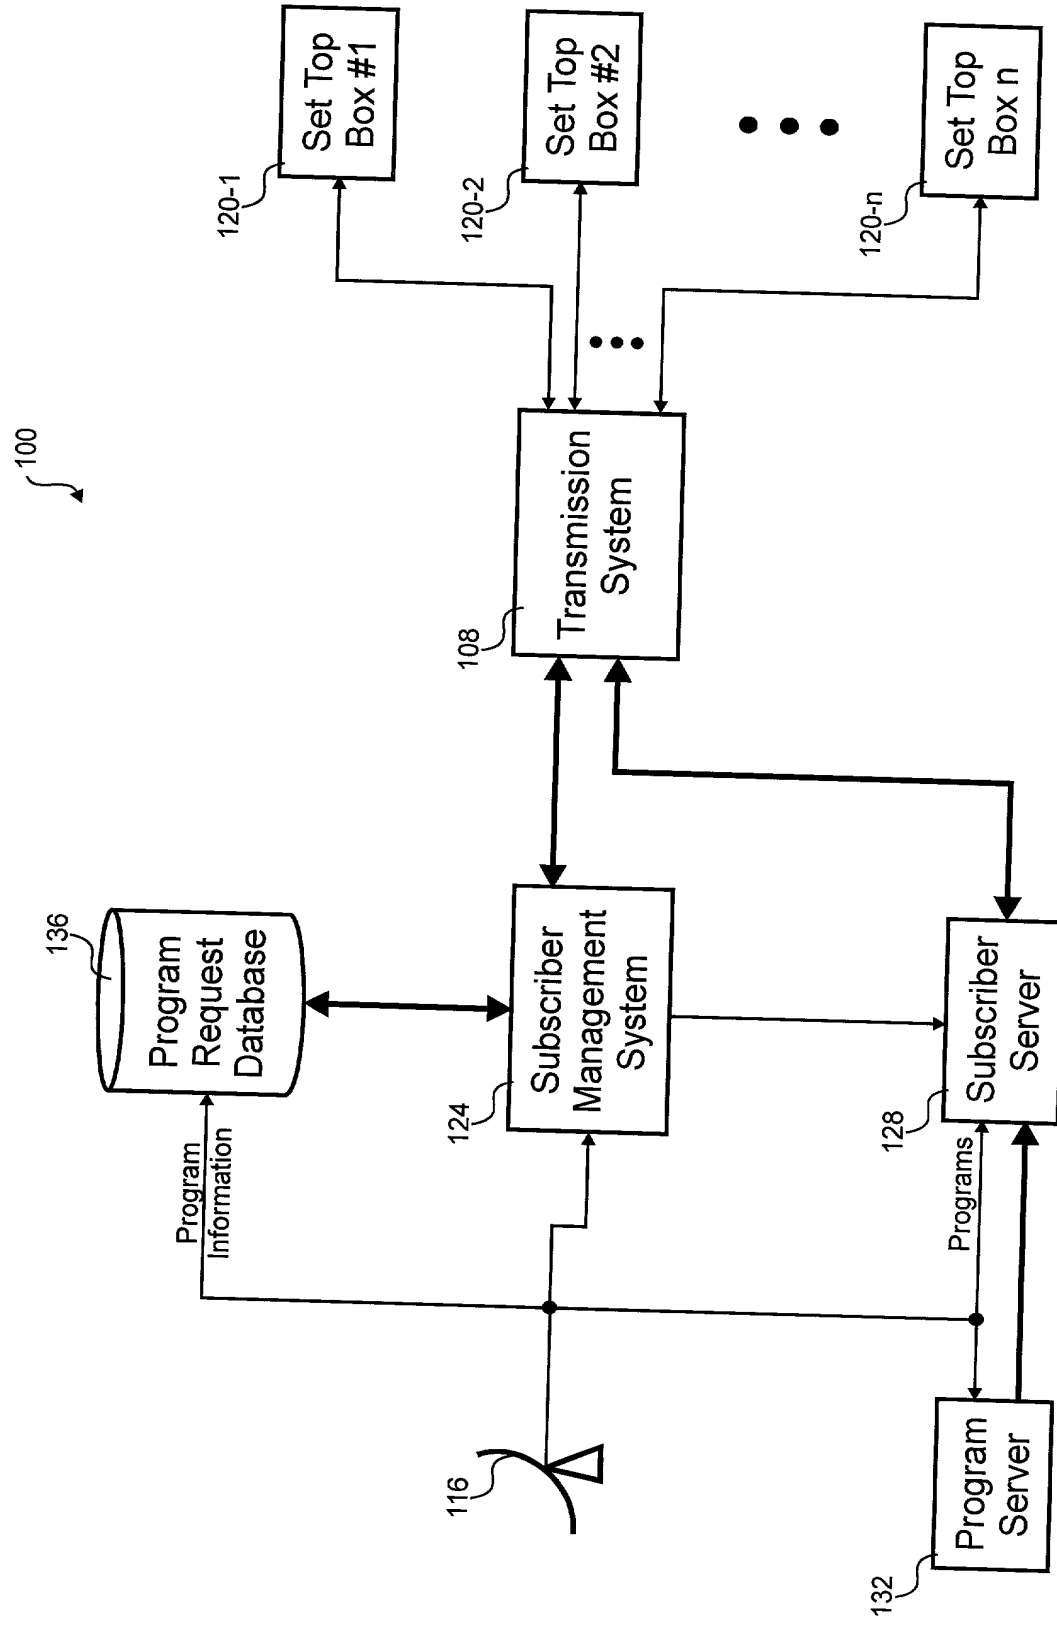 100
136
Program
Request
Database
Program
Information
116
124
Subscriber
Management
System
108
Transmission
System
120-1
Set Top
Box #1
120-2
Set Top
Box #2
120-n
Set Top
Box n
132
Program
Server
Programs
128
Subscriber
Server